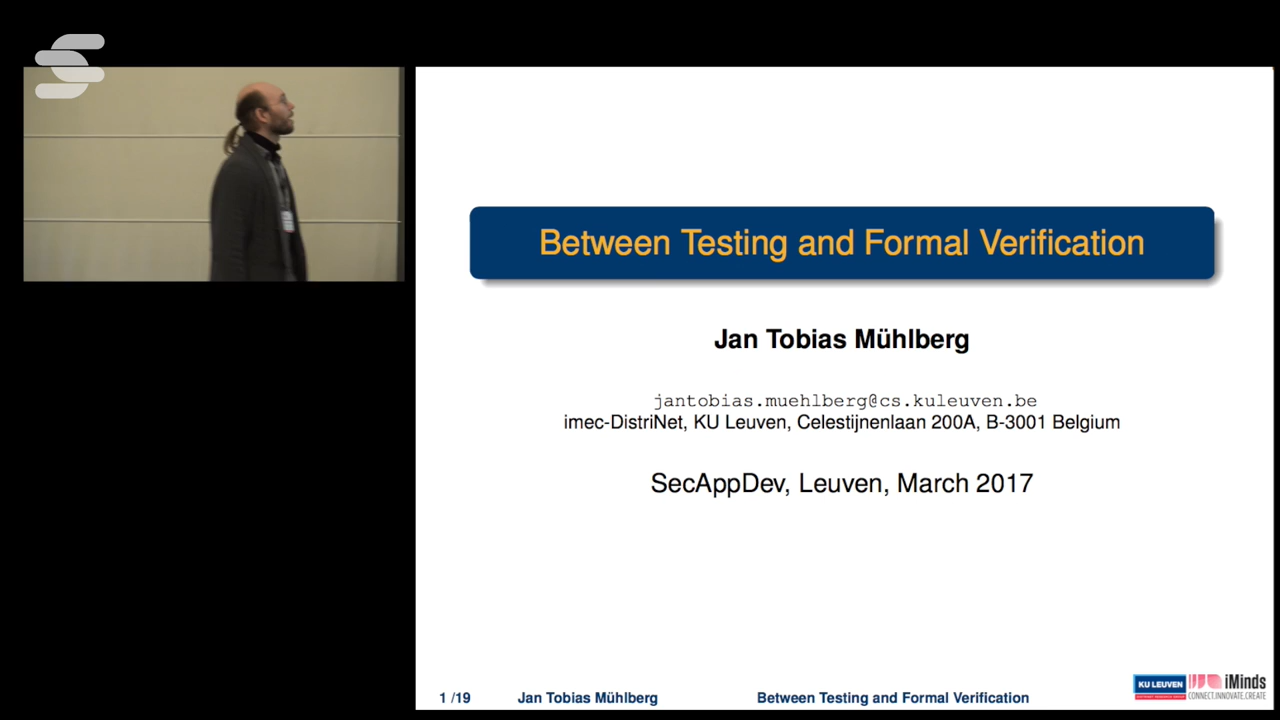 Between Testing and Formal Verification
Jan Tobias Mühlberg
jantobias.muehlberg@cs.kuleuven.be
imec-DistriNet, KU Leuven, Celestijnenlaan 200A, B-3001 Belgium
SecAppDev, Leuven, March 2017
1 /19 Jan Tobias Mühlberg Between Testing and Formal Verification
KU LEUVEN
iMinds
CONNECT.INNOVATE.CREATE